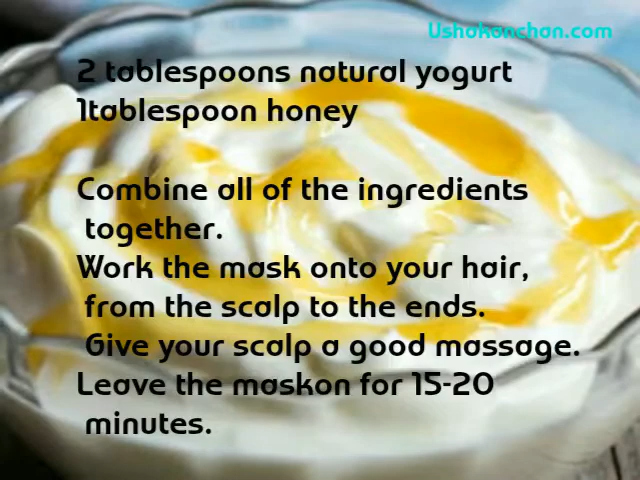 Ushakanchan.com
2 tablespoons natural yogurt
1tablespoon honey
Combine all of the ingredients
together.
Work the mask onto your hair,
from the scalp to the ends.
Give your scalp a good massage.
Leave the maskon for 15-20
minutes.